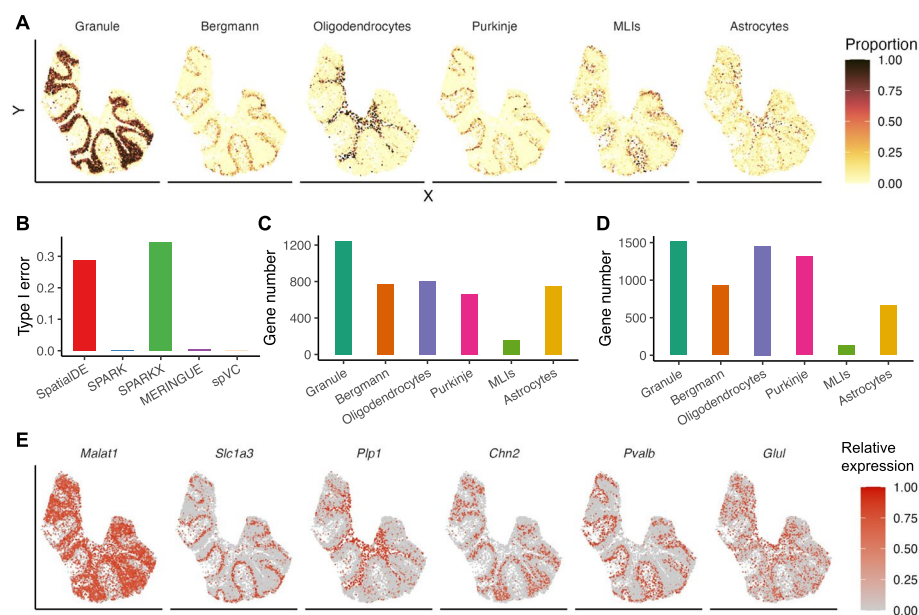 A
Granule
Bergmann
Oligodendrocytes
Purkinje
MLIs
Astrocytes
Y
X
Proportion
1.00
0.75
0.50
0.25
0.00
B
Type I error
0.3
0.2
0.1
0.0
SpatialDE
SPARK
SPARKX
MERINGUE
spVC
C
Gene number
1200
800
400
0
Granule
Bergmann
Oligodendrocytes
Purkinje
MLIs
Astrocytes
D
Gene number
1500
1000
500
0
Granule
Bergmann
Oligodendrocytes
Purkinje
MLIs
Astrocytes
E
Malat1
Slc1a3
Plp1
Chn2
Pvalb
Glul
Relative
expression
1.00
0.75
0.50
0.25
0.00